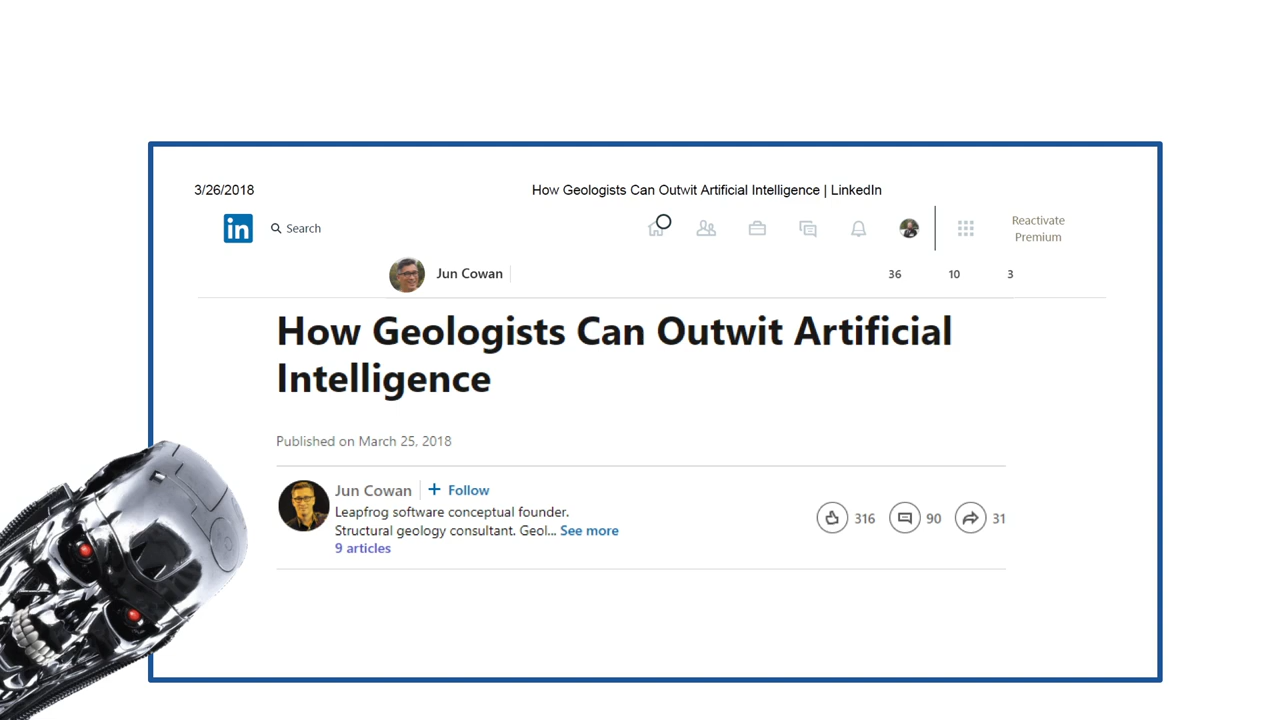 3/26/2018
How Geologists Can Outwit Artificial Intelligence | LinkedIn
in
Search
Reactivate
Premium
Jun Cowan
36 10 3
How Geologists Can Outwit Artificial
Intelligence
Published on March 25, 2018
Jun Cowan + Follow
Leapfrog software conceptual founder.
Structural geology consultant. Geol... See more
9 articles
316 90 31